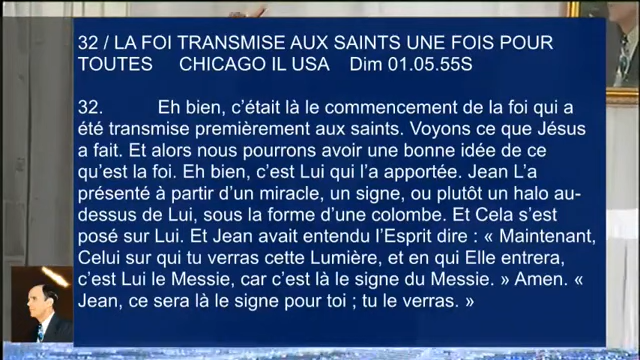 32 / LA FOI TRANSMISE AUX SAINTS UNE FOIS POUR
TOUTES CHICAGO IL USA Dim 01.05.55S
32. Eh bien, c’était là le commencement de la foi qui a
été transmise premièrement aux saints. Voyons ce que Jésus
a fait. Et alors nous pourrons avoir une bonne idée de ce
qu’est la foi. Eh bien, c’est Lui qui l’a apportée. Jean L’a
présenté à partir d’un miracle, un signe, ou plutôt un halo au-
dessus de Lui, sous la forme d’une colombe. Et Cela s’est
posé sur Lui. Et Jean avait entendu l’Esprit dire : « Maintenant,
Celui sur qui tu verras cette Lumière, et en qui Elle entrera,
c’est Lui le Messie, car c’est là le signe du Messie. » Amen. «
Jean, ce sera là le signe pour toi ; tu le verras. »